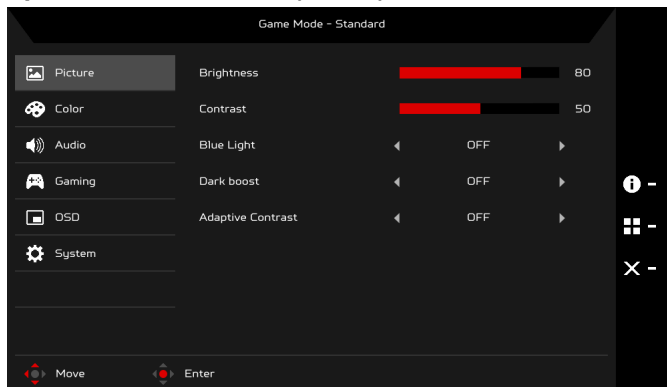 Game Mode - Standard
Picture
Brightness 80
Color
Contrast 50
Audio
Blue Light OFF
Gaming
Dark boost OFF
OSD
Adaptive Contrast OFF
System
Move Enter